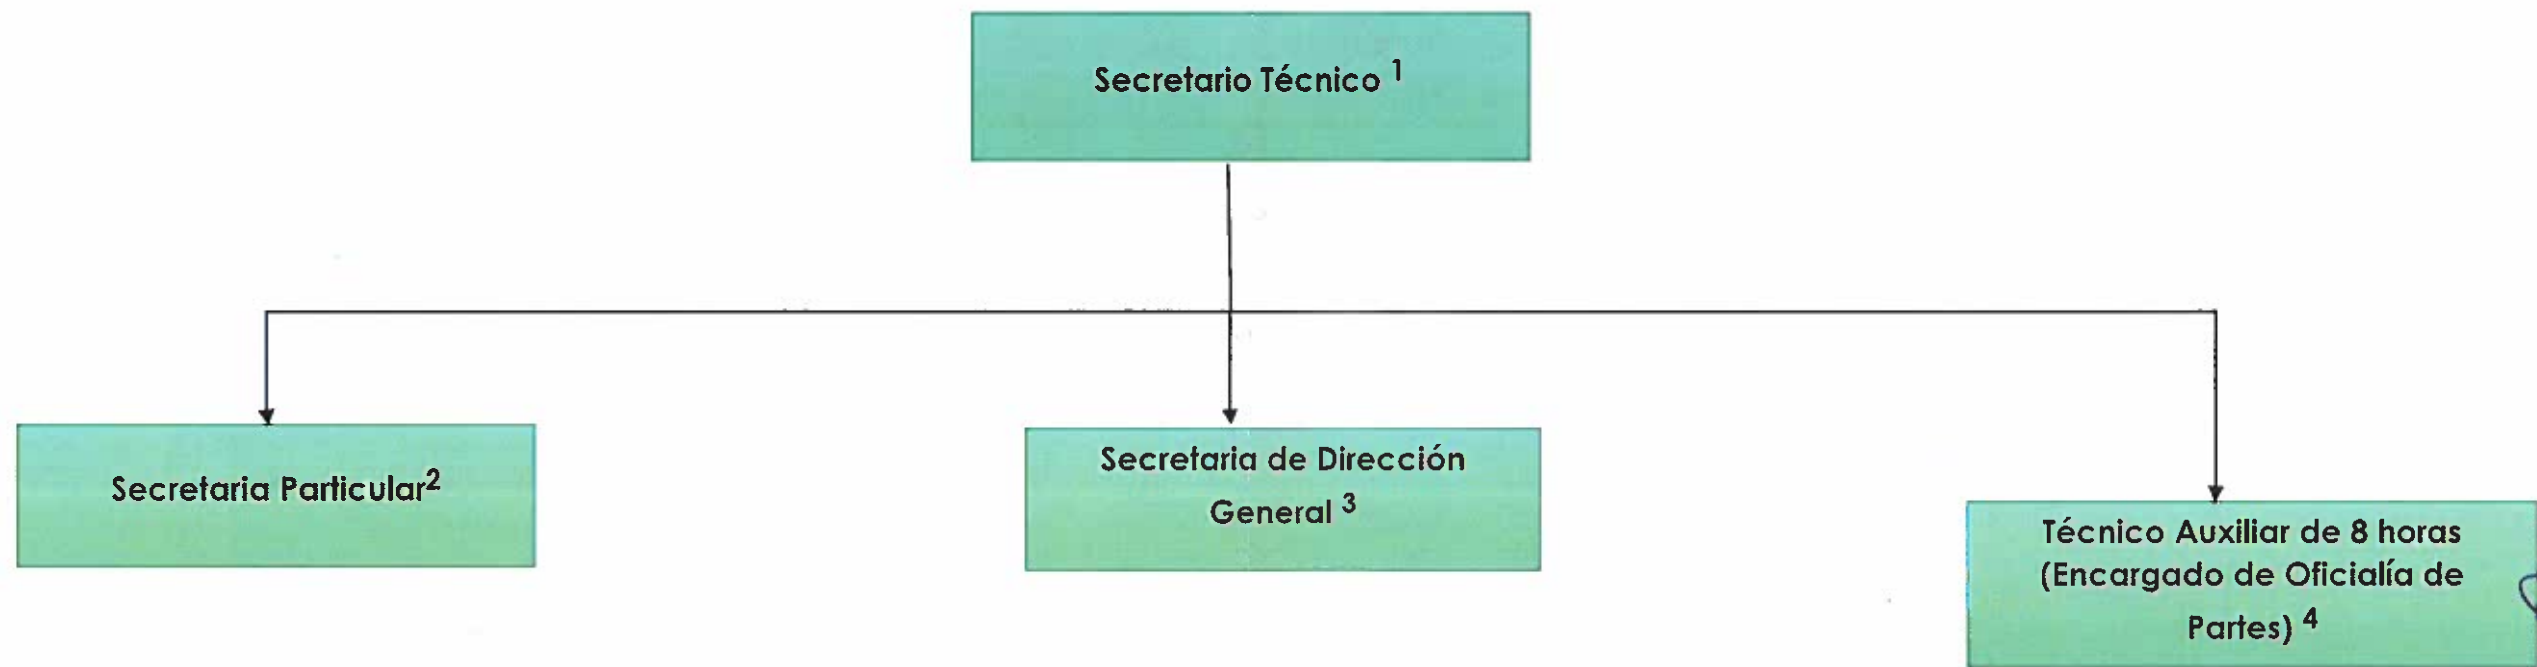 Secretario Técnico 1
Secretaria Particular2
Secretaria de Dirección
General 3
Técnico Auxiliar de 8 horas
(Encargado de Oficialía de
Partes) 4